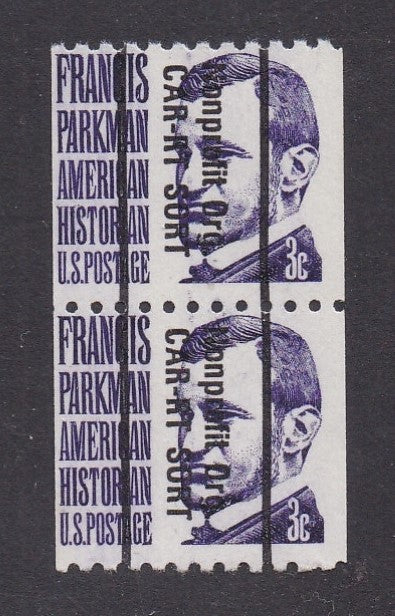 FRANCIS
PARKMAN
AMERICAN
HISTORIAN
U.S. POSTAGE
3c
Nonprofit Org.
CAR-RT SORT
FRANCIS
PARKMAN
AMERICAN
HISTORIAN
U.S. POSTAGE
3c
Nonprofit Org.
CAR-RT SORT